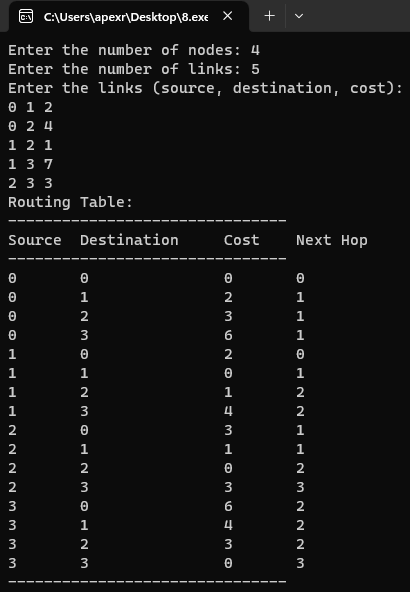 C:\Users\apexr\Desktop\8.exe
Enter the number of nodes: 4
Enter the number of links: 5
Enter the links (source, destination, cost):
0 1 2
0 2 4
1 2 1
1 3 7
2 3 3
Routing Table:
-------------------------------
Source  Destination     Cost    Next Hop
-------------------------------
0       0               0       0
0       1               2       1
0       2               3       1
0       3               6       1
1       0               2       0
1       1               0       1
1       2               1       2
1       3               4       2
2       0               3       1
2       1               1       1
2       2               0       2
2       3               3       3
3       0               6       2
3       1               4       2
3       2               3       2
3       3               0       3
-------------------------------